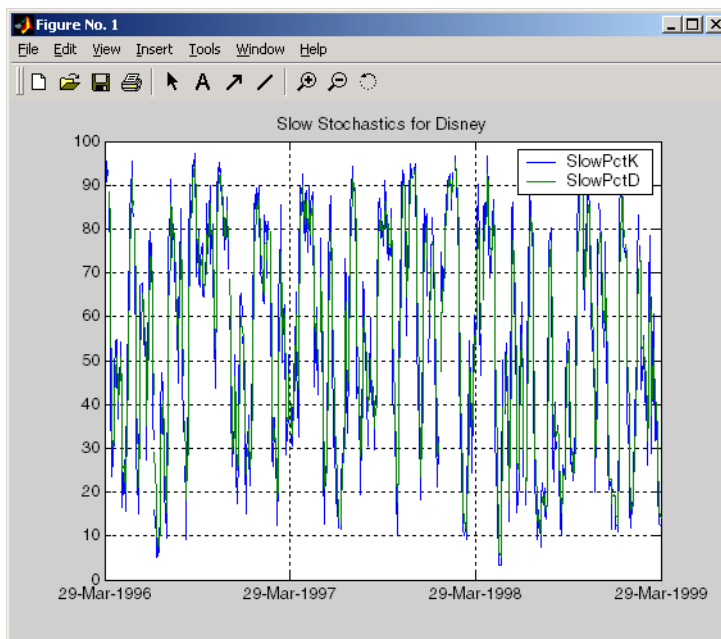 Figure No. 1
File Edit View Insert Tools Window Help
A
Slow Stochastics for Disney
SlowPctK
SlowPctD
100
90
80
70
60
50
40
30
20
10
0
29-Mar-1996 29-Mar-1997 29-Mar-1998 29-Mar-1999